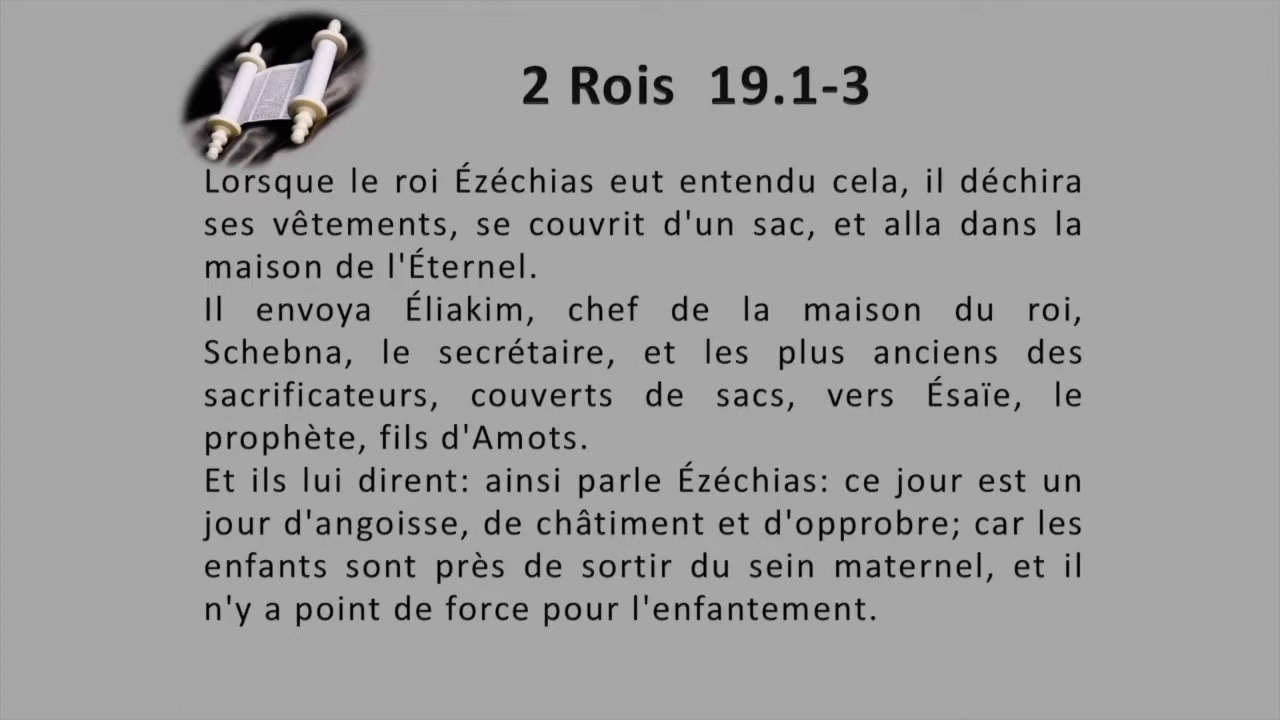 2 Rois 19.1-3
Lorsque le roi Ézéchias eut entendu cela, il déchira
ses vêtements, se couvrit d'un sac, et alla dans la
maison de l'Éternel.
Il envoya Éliakim, chef de la maison du roi,
Schebna, le secrétaire, et les plus anciens des
sacrificateurs, couverts de sacs, vers Ésaïe, le
prophète, fils d'Amots.
Et ils lui dirent: ainsi parle Ézéchias: ce jour est un
jour d'angoisse, de châtiment et d'opprobre; car les
enfants sont près de sortir du sein maternel, et il
n'y a point de force pour l'enfantement.